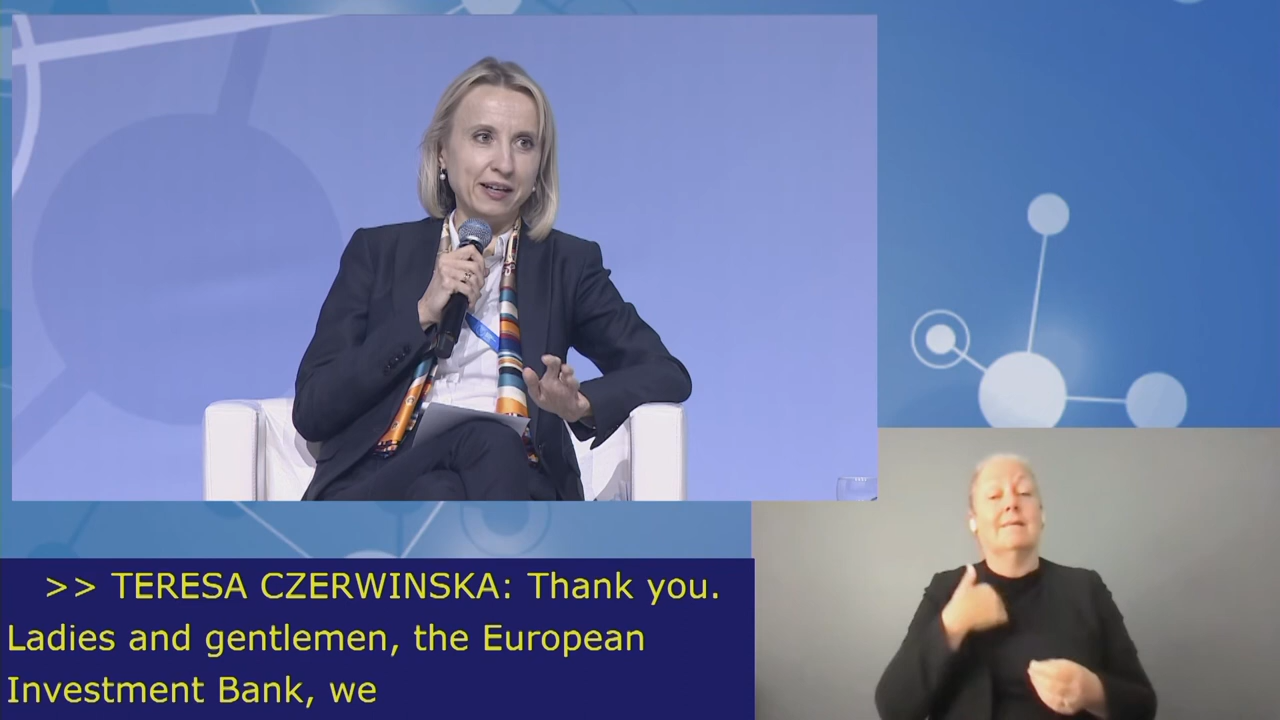 >> TERESA CZERWINSKA: Thank you.
Ladies and gentlemen, the European
Investment Bank, we